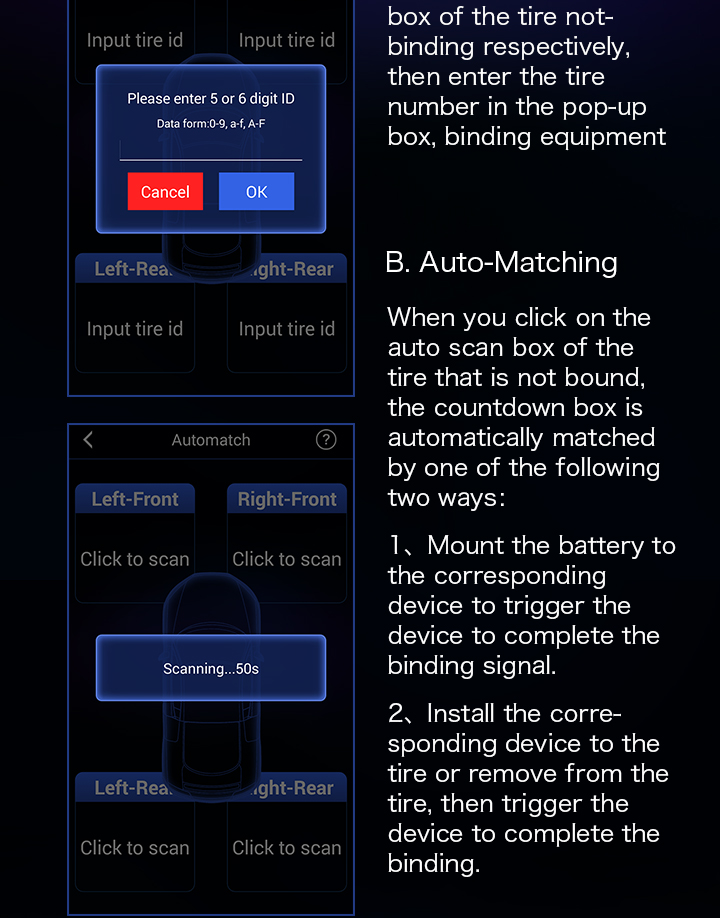 Input tire id
Input tire id
Please enter 5 or 6 digit ID
Data form:0-9, a-f, A-F
Cancel
OK
Left-Rea
ight-Rear
Input tire id
Input tire id
box of the tire not-
binding respectively,
then enter the tire
number in the pop-up
box, binding equipment
B. Auto-Matching
When you click on the
auto scan box of the
tire that is not bound,
the countdown box is
automatically matched
by one of the following
two ways:
1、Mount the battery to
the corresponding
device to trigger the
device to complete the
binding signal.
2、Install the corre-
sponding device to the
tire or remove from the
tire, then trigger the
device to complete the
binding.
Automatch
?
Left-Front
Right-Front
Click to scan
Click to scan
Scanning...50s
Left-Rea
ight-Rear
Click to scan
Click to scan